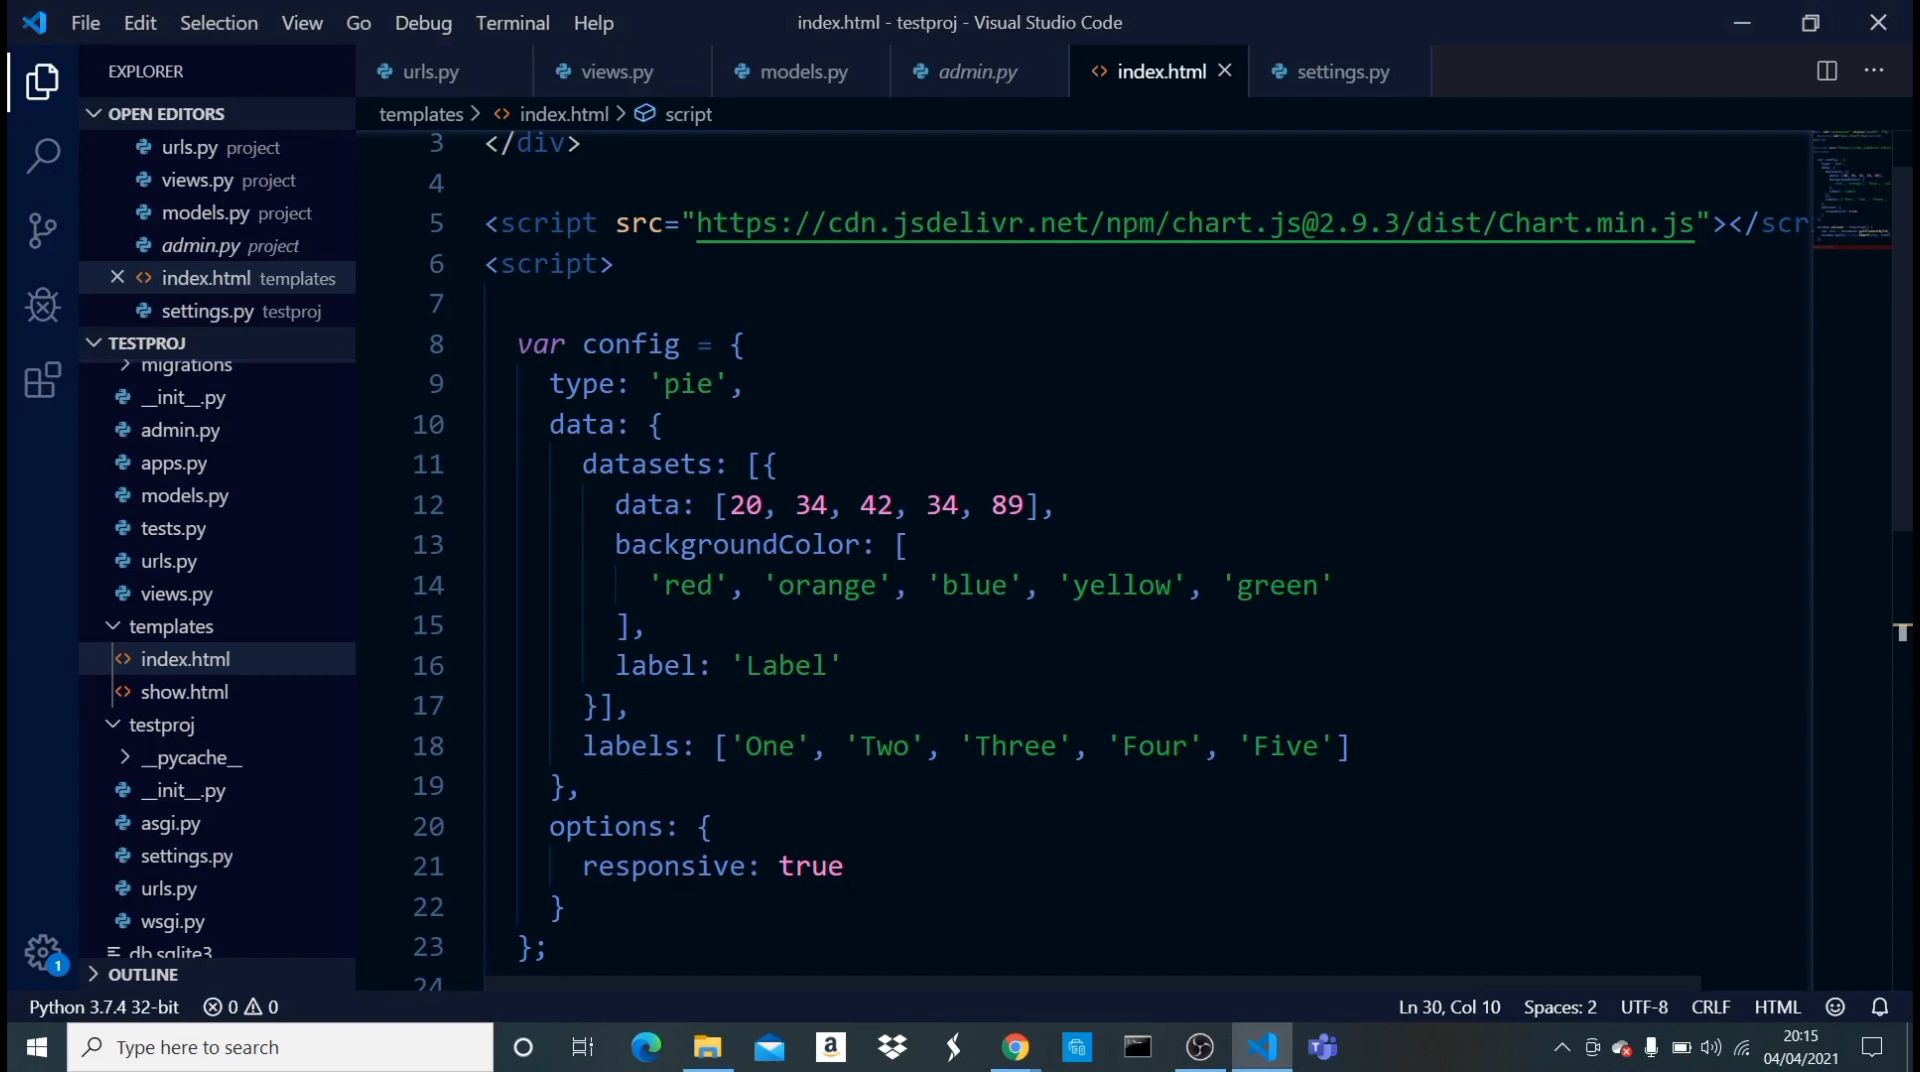 File Edit Selection View Go Debug Terminal Help
index.html - testproj - Visual Studio Code
EXPLORER
urls.py
views.py
models.py
admin.py
index.html
settings.py
OPEN EDITORS
templates > index.html > script
urls.py project
views.py project
models.py project
admin.py project
index.html templates
settings.py testproj
TESTPROJ
migrations
__init__.py
admin.py
apps.py
models.py
tests.py
urls.py
views.py
templates
index.html
show.html
testproj
__pycache__
__init__.py
asgi.py
settings.py
urls.py
wsgi.py
db.sqlite3
OUTLINE
3 </div>
4
5 <script src="https://cdn.jsdelivr.net/npm/chart.js@2.9.3/dist/Chart.min.js"></scr
6 <script>
7
8 var config = {
9 type: 'pie',
10 data: {
11 datasets: [{
12 data: [20, 34, 42, 34, 89],
13 backgroundColor: [
14 'red', 'orange', 'blue', 'yellow', 'green'
15 ],
16 label: 'Label'
17 }],
18 labels: ['One', 'Two', 'Three', 'Four', 'Five']
19 },
20 options: {
21 responsive: true
22 }
23 };
24
1
Python 3.7.4 32-bit 0 0
Ln 30, Col 10 Spaces: 2 UTF-8 CRLF HTML
Type here to search
a
20:15
04/04/2021